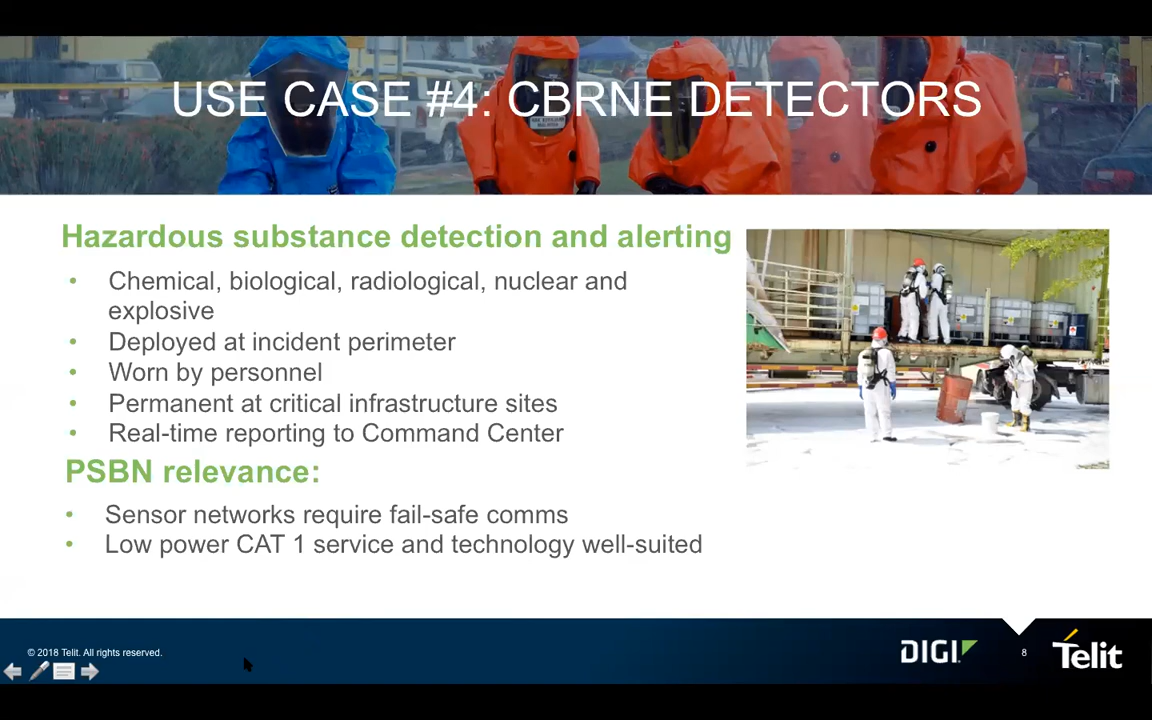 USE CASE #4: CBRNE DETECTORS
Hazardous substance detection and alerting
• Chemical, biological, radiological, nuclear and
explosive
• Deployed at incident perimeter
• Worn by personnel
• Permanent at critical infrastructure sites
• Real-time reporting to Command Center
PSBN relevance:
• Sensor networks require fail-safe comms
• Low power CAT 1 service and technology well-suited
© 2018 Telit. All rights reserved.
DIGI
8
Telit